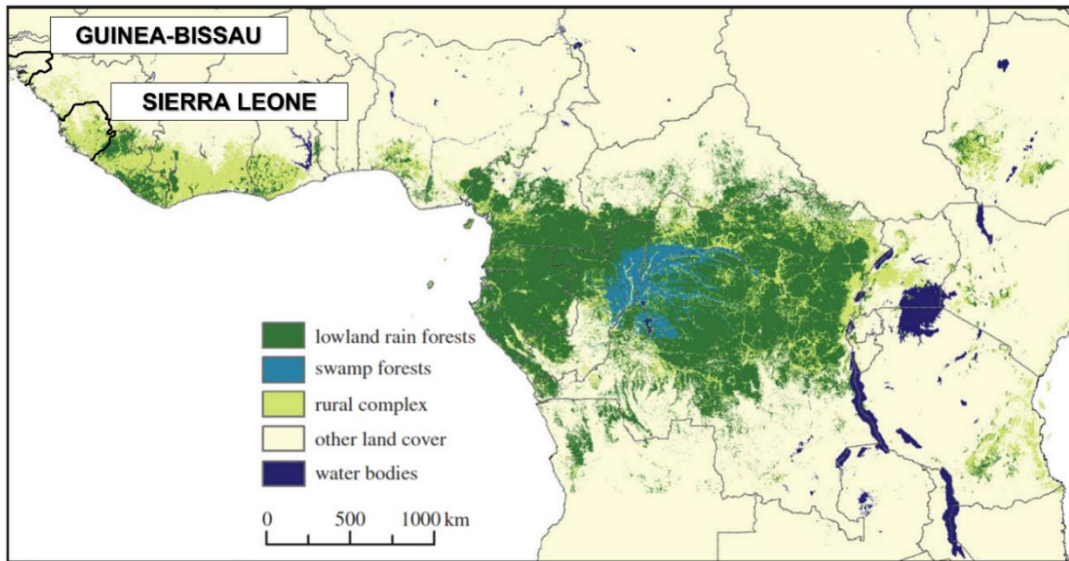 GUINEA-BISSAU
SIERRA LEONE
lowland rain forests
swamp forests
rural complex
other land cover
water bodies
0 500 1000 km